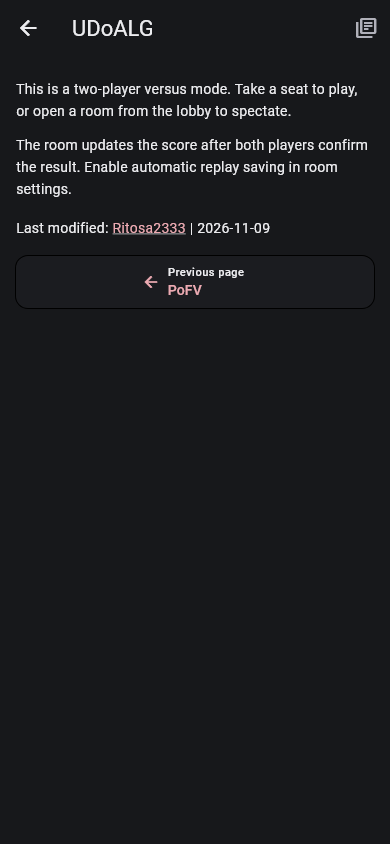 UDoALG
This is a two-player versus mode. Take a seat to play,
or open a room from the lobby to spectate.
The room updates the score after both players confirm
the result. Enable automatic replay saving in room
settings.
Last modified: Ritosa2333 | 2026-11-09
Previous page
PoFV